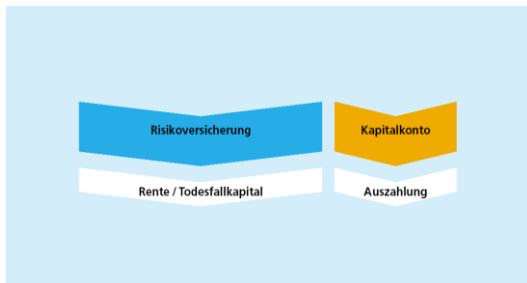 Risikoversicherung
Kapitalkonto
Rente / Todesfallkapital
Auszahlung